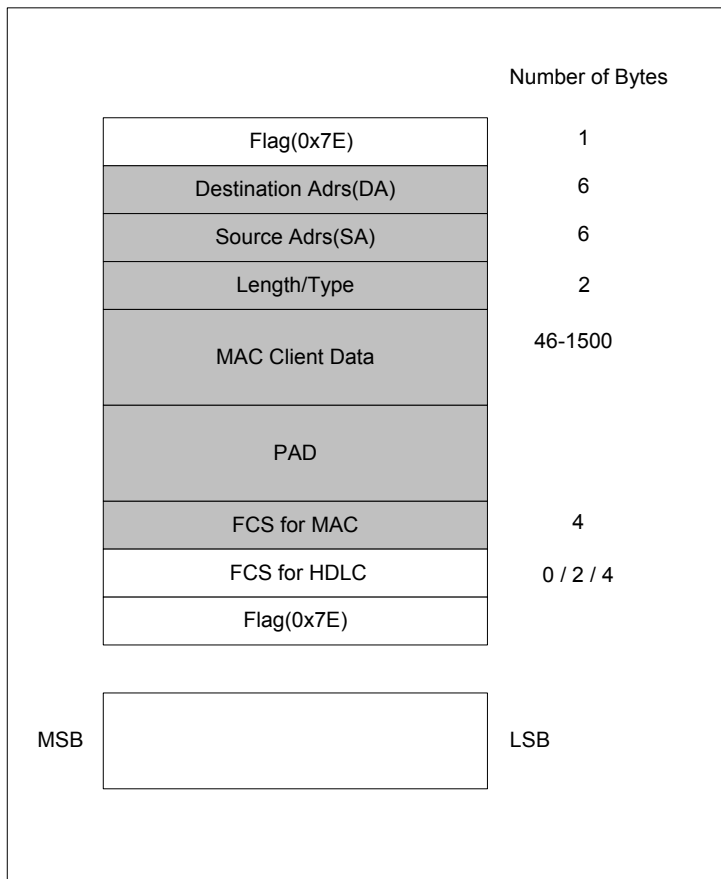 Number of Bytes
Flag(0x7E) 1
Destination Adrs(DA) 6
Source Adrs(SA) 6
Length/Type 2
MAC Client Data 46-1500
PAD
FCS for MAC 4
FCS for HDLC 0 / 2 / 4
Flag(0x7E)
MSB LSB